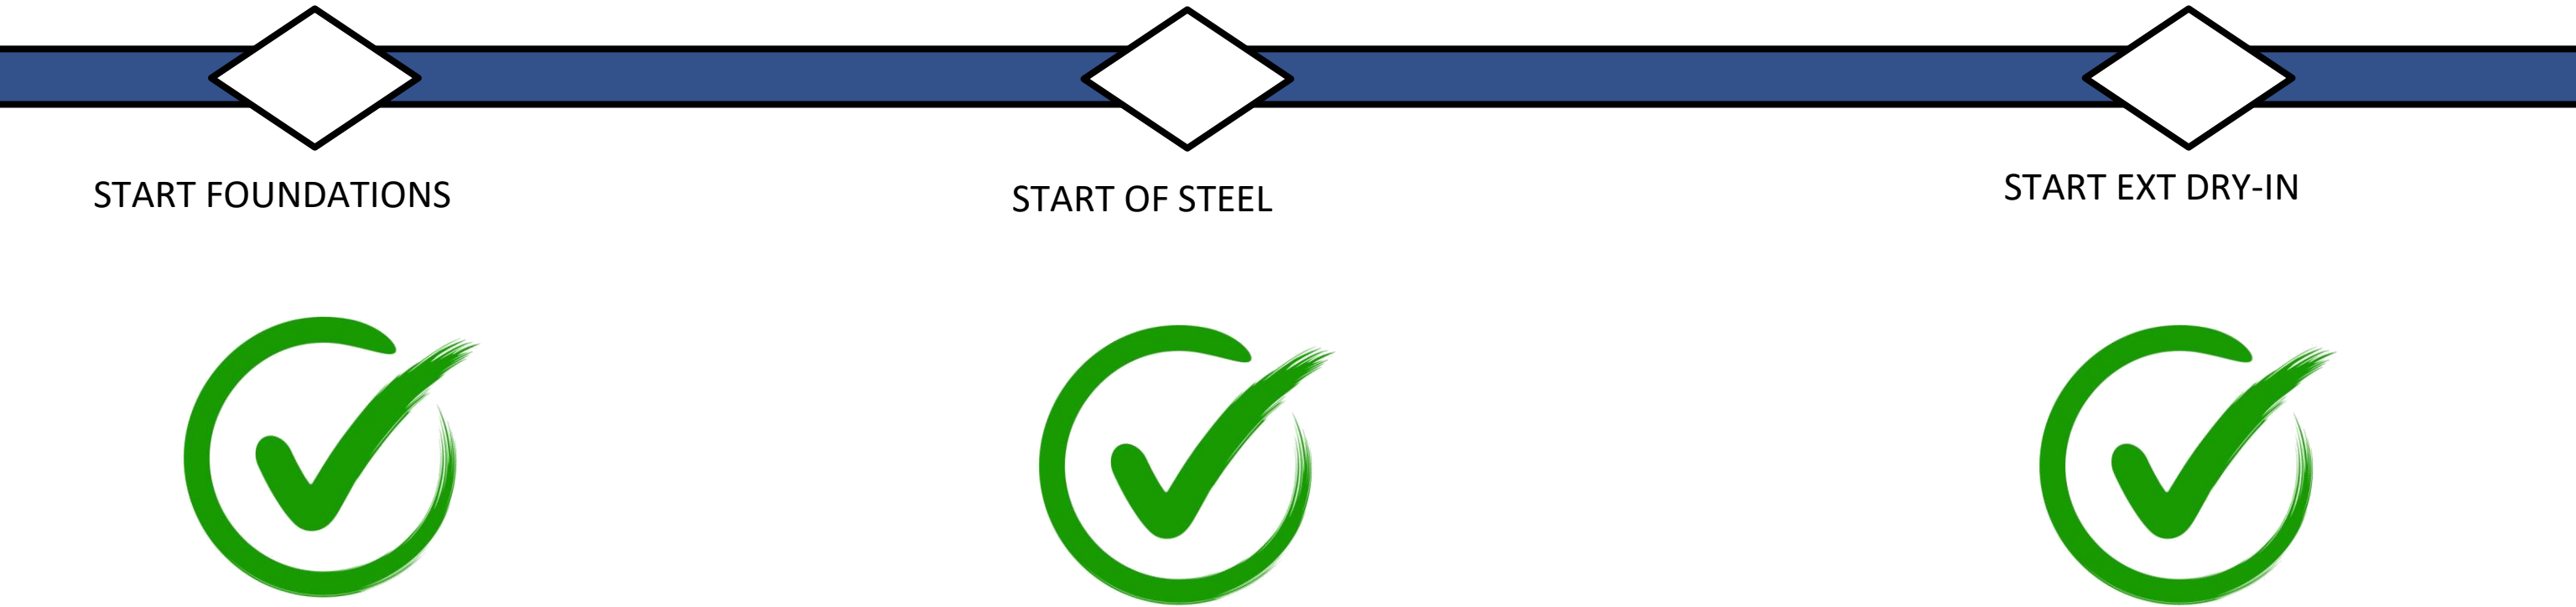 START FOUNDATIONS
START OF STEEL
START EXT DRY-IN